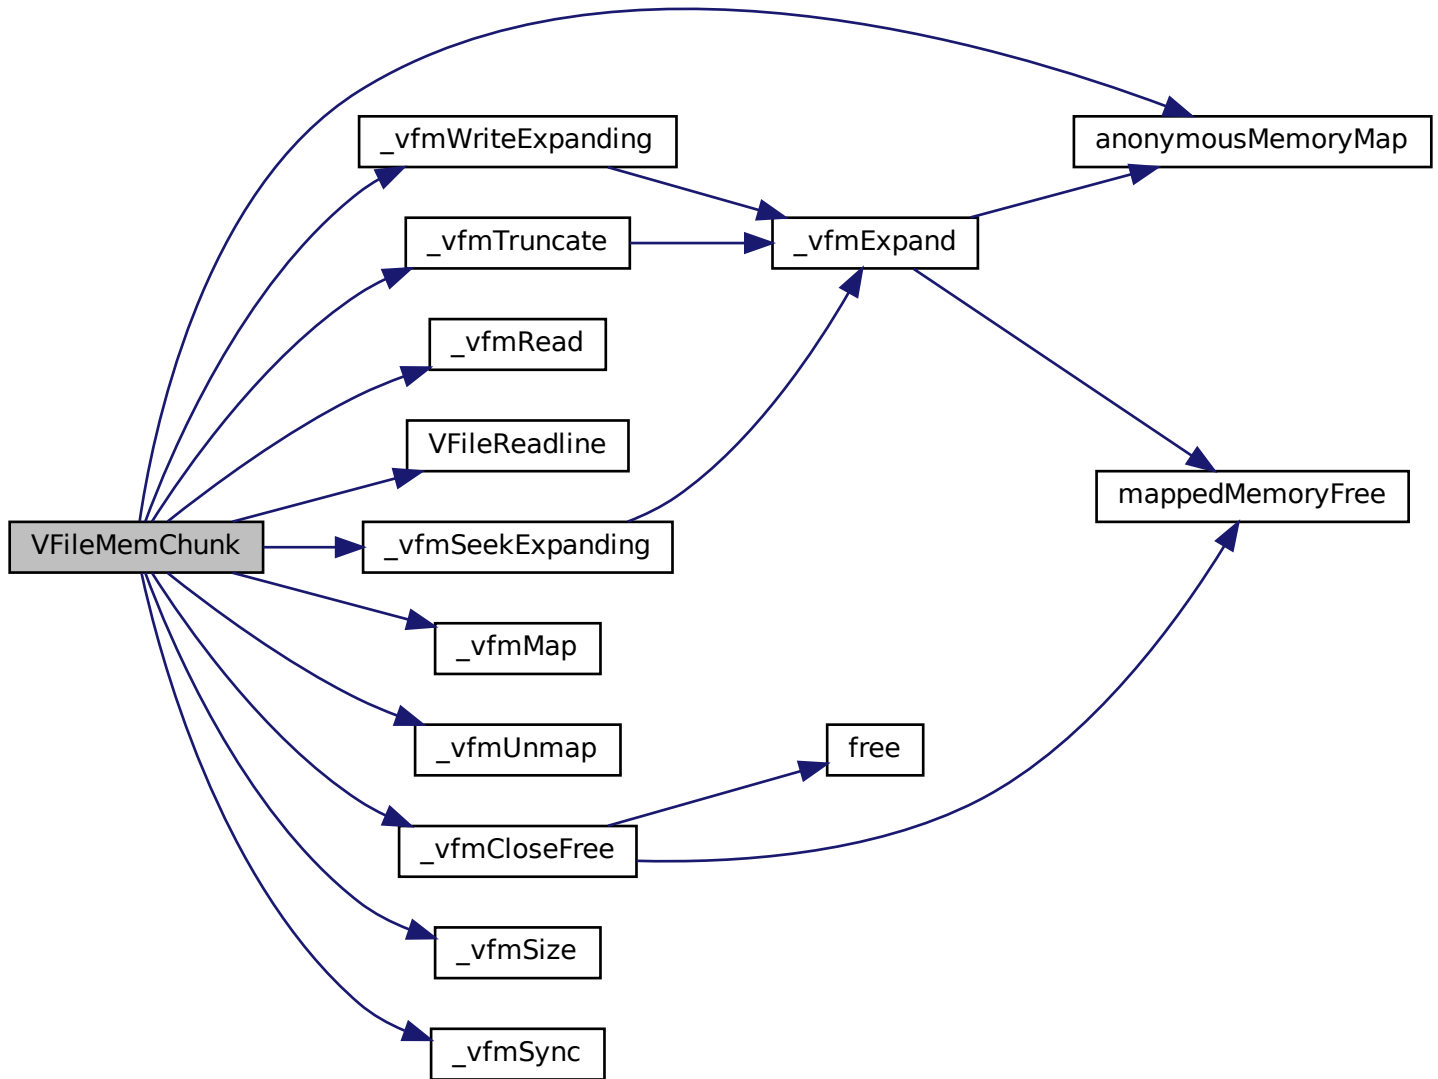 _vfmWriteExpanding
anonymousMemoryMap
_vfmTruncate
_vfmExpand
_vfmRead
VFileReadline
mappedMemoryFree
VFileMemChunk
_vfmSeekExpanding
_vfmMap
_vfmUnmap
free
_vfmCloseFree
_vfmSize
_vfmSync